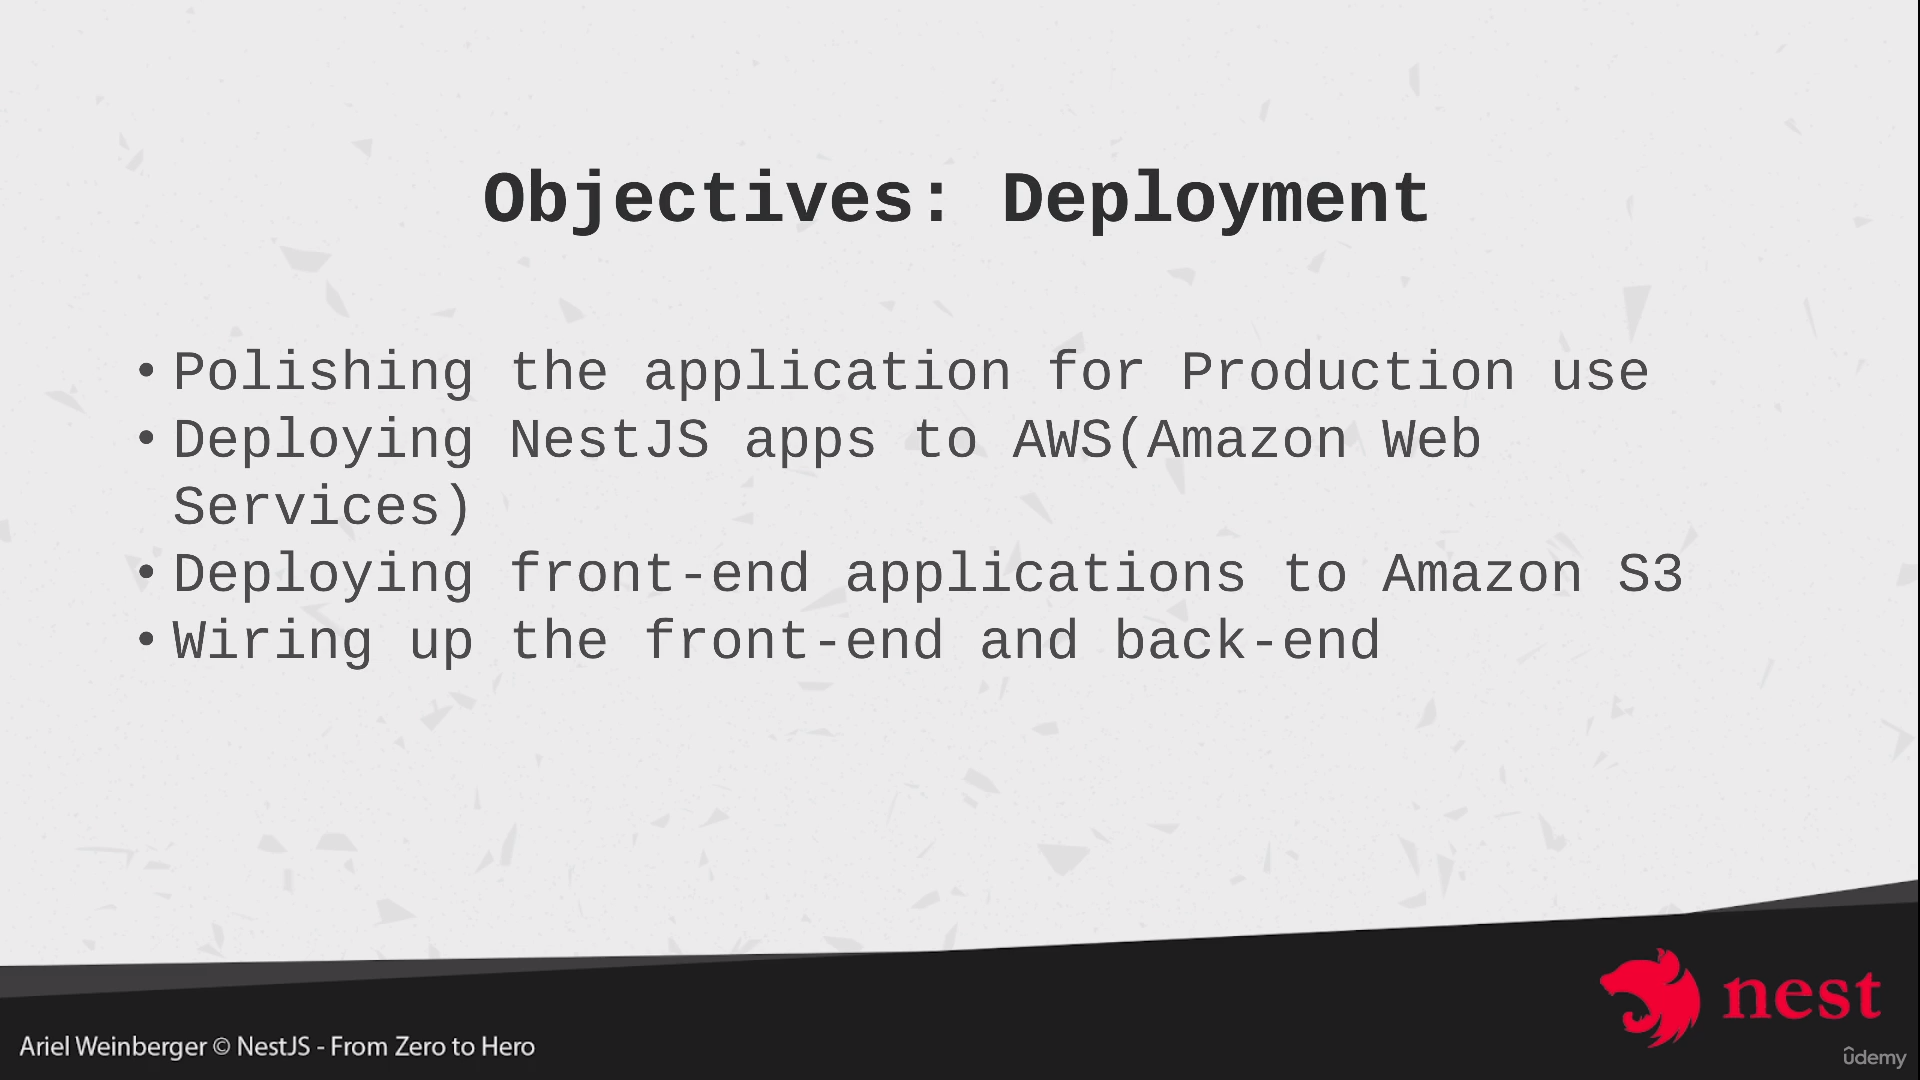 Objectives: Deployment
• Polishing the application for Production use
• Deploying NestJS apps to AWS(Amazon Web
Services)
• Deploying front-end applications to Amazon S3
• Wiring up the front-end and back-end
nest
Ariel Weinberger © NestJS - From Zero to Hero
ûdemy